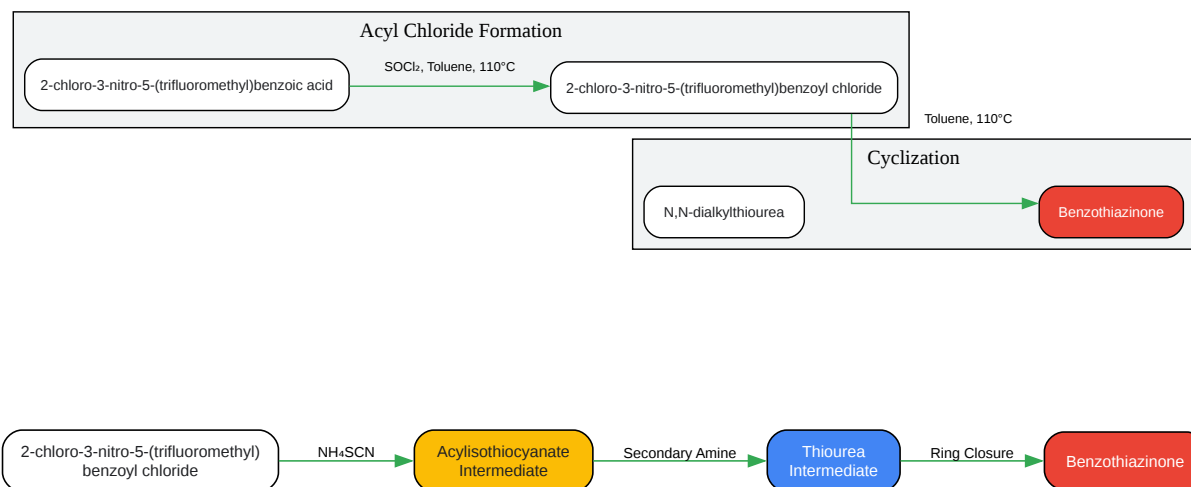 Acyl Chloride Formation
2-chloro-3-nitro-5-(trifluoromethyl)benzoic acid
SOCl₂, Toluene, 110°C
2-chloro-3-nitro-5-(trifluoromethyl)benzoyl chloride
Toluene, 110°C
Cyclization
N,N-dialkylthiourea
Benzothiazinone
2-chloro-3-nitro-5-(trifluoromethyl)
benzoyl chloride
NH₄SCN
Acylisothiocyanate
Intermediate
Secondary Amine
Thiourea
Intermediate
Ring Closure
Benzothiazinone